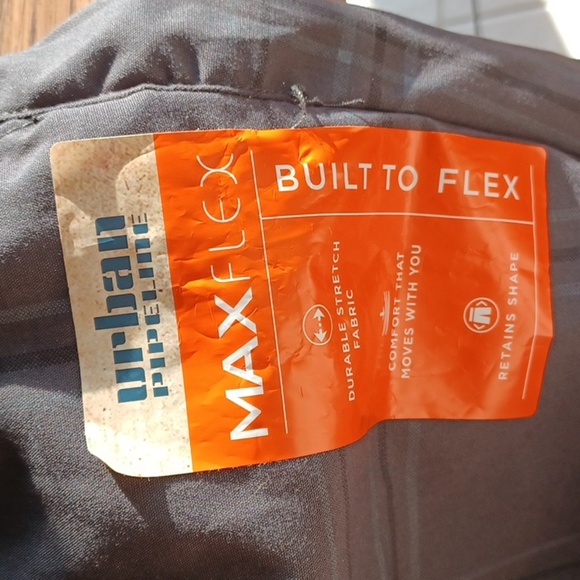 urban
PIPELINE
MAXFLEX
BUILT TO FLEX
DURABLE STRETCH
FABRIC
COMFORT THAT
MOVES WITH YOU
RETAINS SHAPE